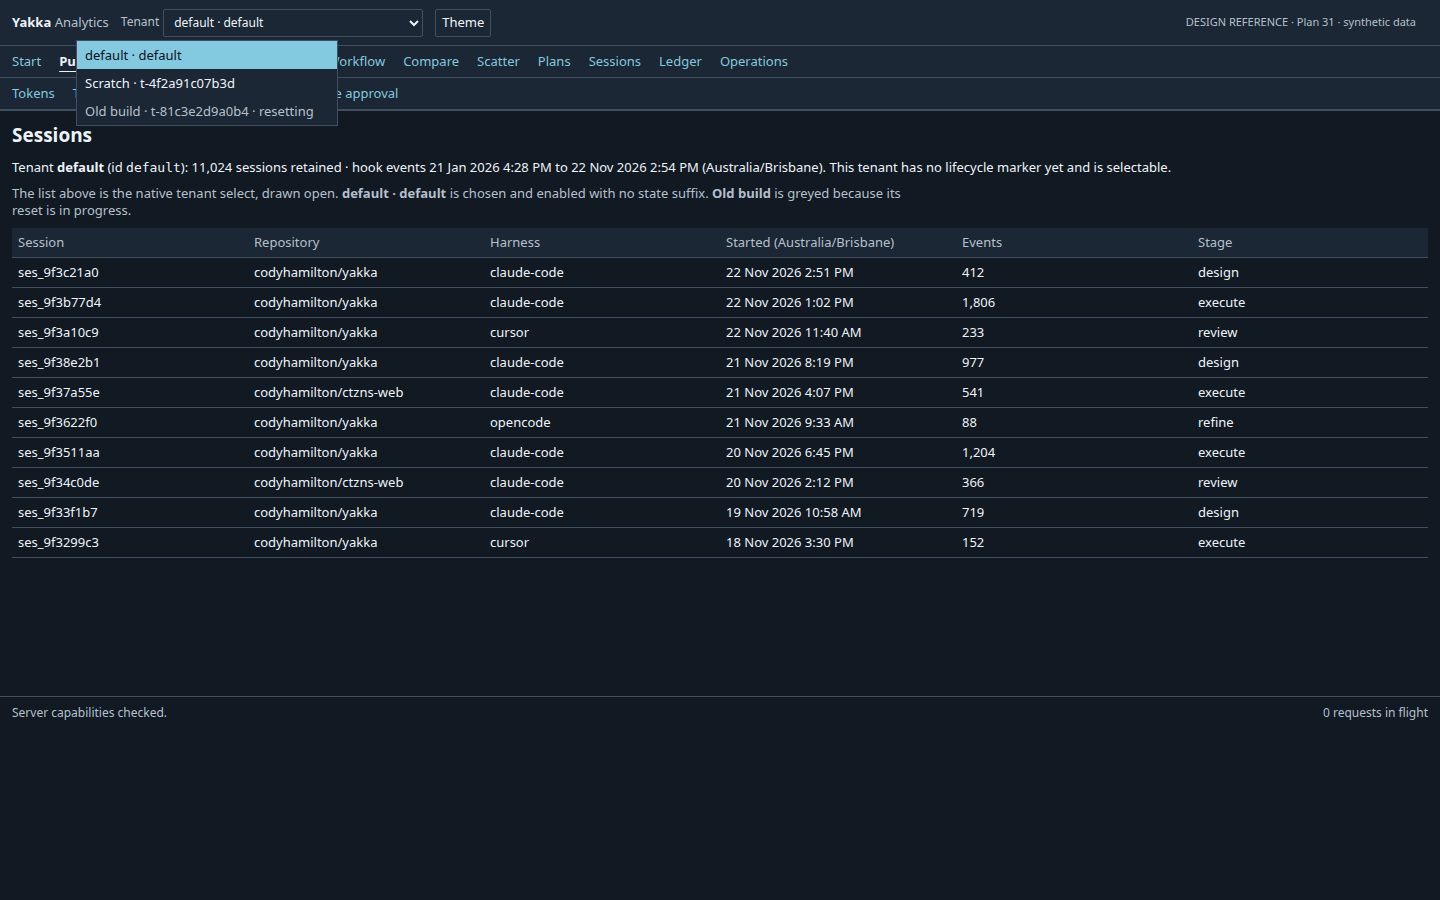 Yakka Analytics Tenant default · default Theme DESIGN REFERENCE · Plan 31 · synthetic data
default · default
Scratch · t-4f2a91c07b3d
Old build · t-81c3e2d9a0b4 · resetting
Start Pu orkflow Compare Scatter Plans Sessions Ledger Operations
Tokens approval
Sessions
Tenant default (id default): 11,024 sessions retained · hook events 21 Jan 2026 4:28 PM to 22 Nov 2026 2:54 PM (Australia/Brisbane). This tenant has no lifecycle marker yet and is selectable.
The list above is the native tenant select, drawn open. default · default is chosen and enabled with no state suffix. Old build is greyed because its
reset is in progress.
Session Repository Harness Started (Australia/Brisbane) Events Stage
ses_9f3c21a0 codyhamilton/yakka claude-code 22 Nov 2026 2:51 PM 412 design
ses_9f3b77d4 codyhamilton/yakka claude-code 22 Nov 2026 1:02 PM 1,806 execute
ses_9f3a10c9 codyhamilton/yakka cursor 22 Nov 2026 11:40 AM 233 review
ses_9f38e2b1 codyhamilton/yakka claude-code 21 Nov 2026 8:19 PM 977 design
ses_9f37a55e codyhamilton/ctzns-web claude-code 21 Nov 2026 4:07 PM 541 execute
ses_9f3622f0 codyhamilton/yakka opencode 21 Nov 2026 9:33 AM 88 refine
ses_9f3511aa codyhamilton/yakka claude-code 20 Nov 2026 6:45 PM 1,204 execute
ses_9f34c0de codyhamilton/ctzns-web claude-code 20 Nov 2026 2:12 PM 366 review
ses_9f33f1b7 codyhamilton/yakka claude-code 19 Nov 2026 10:58 AM 719 design
ses_9f3299c3 codyhamilton/yakka cursor 18 Nov 2026 3:30 PM 152 execute
Server capabilities checked. 0 requests in flight